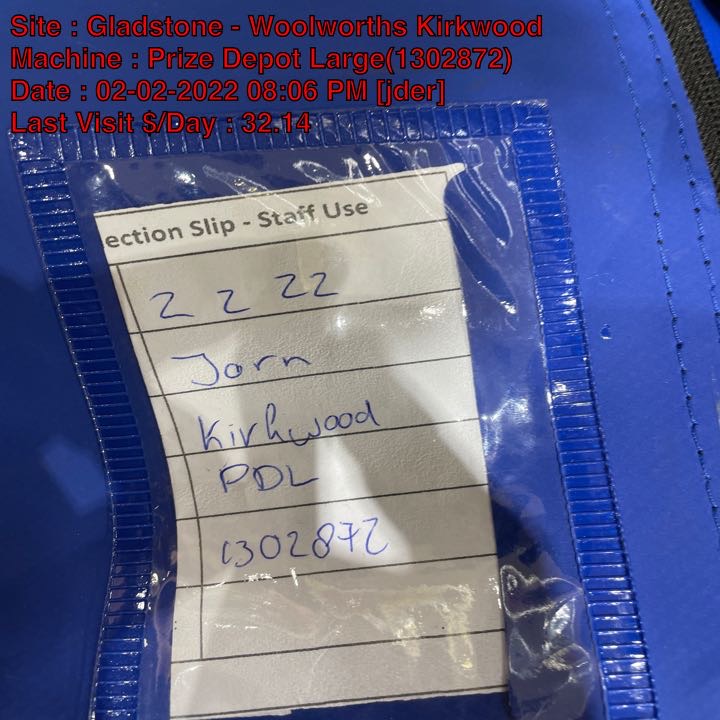 Site : Gladstone - Woolworths Kirkwood
Machine : Prize Depot Large(1302872)
Date : 02-02-2022 08:06 PM [jder]
Last Visit $/Day : 32.14
ection Slip - Staff Use
2 2 22
Jorn
Kirkwood
PDL
1302872